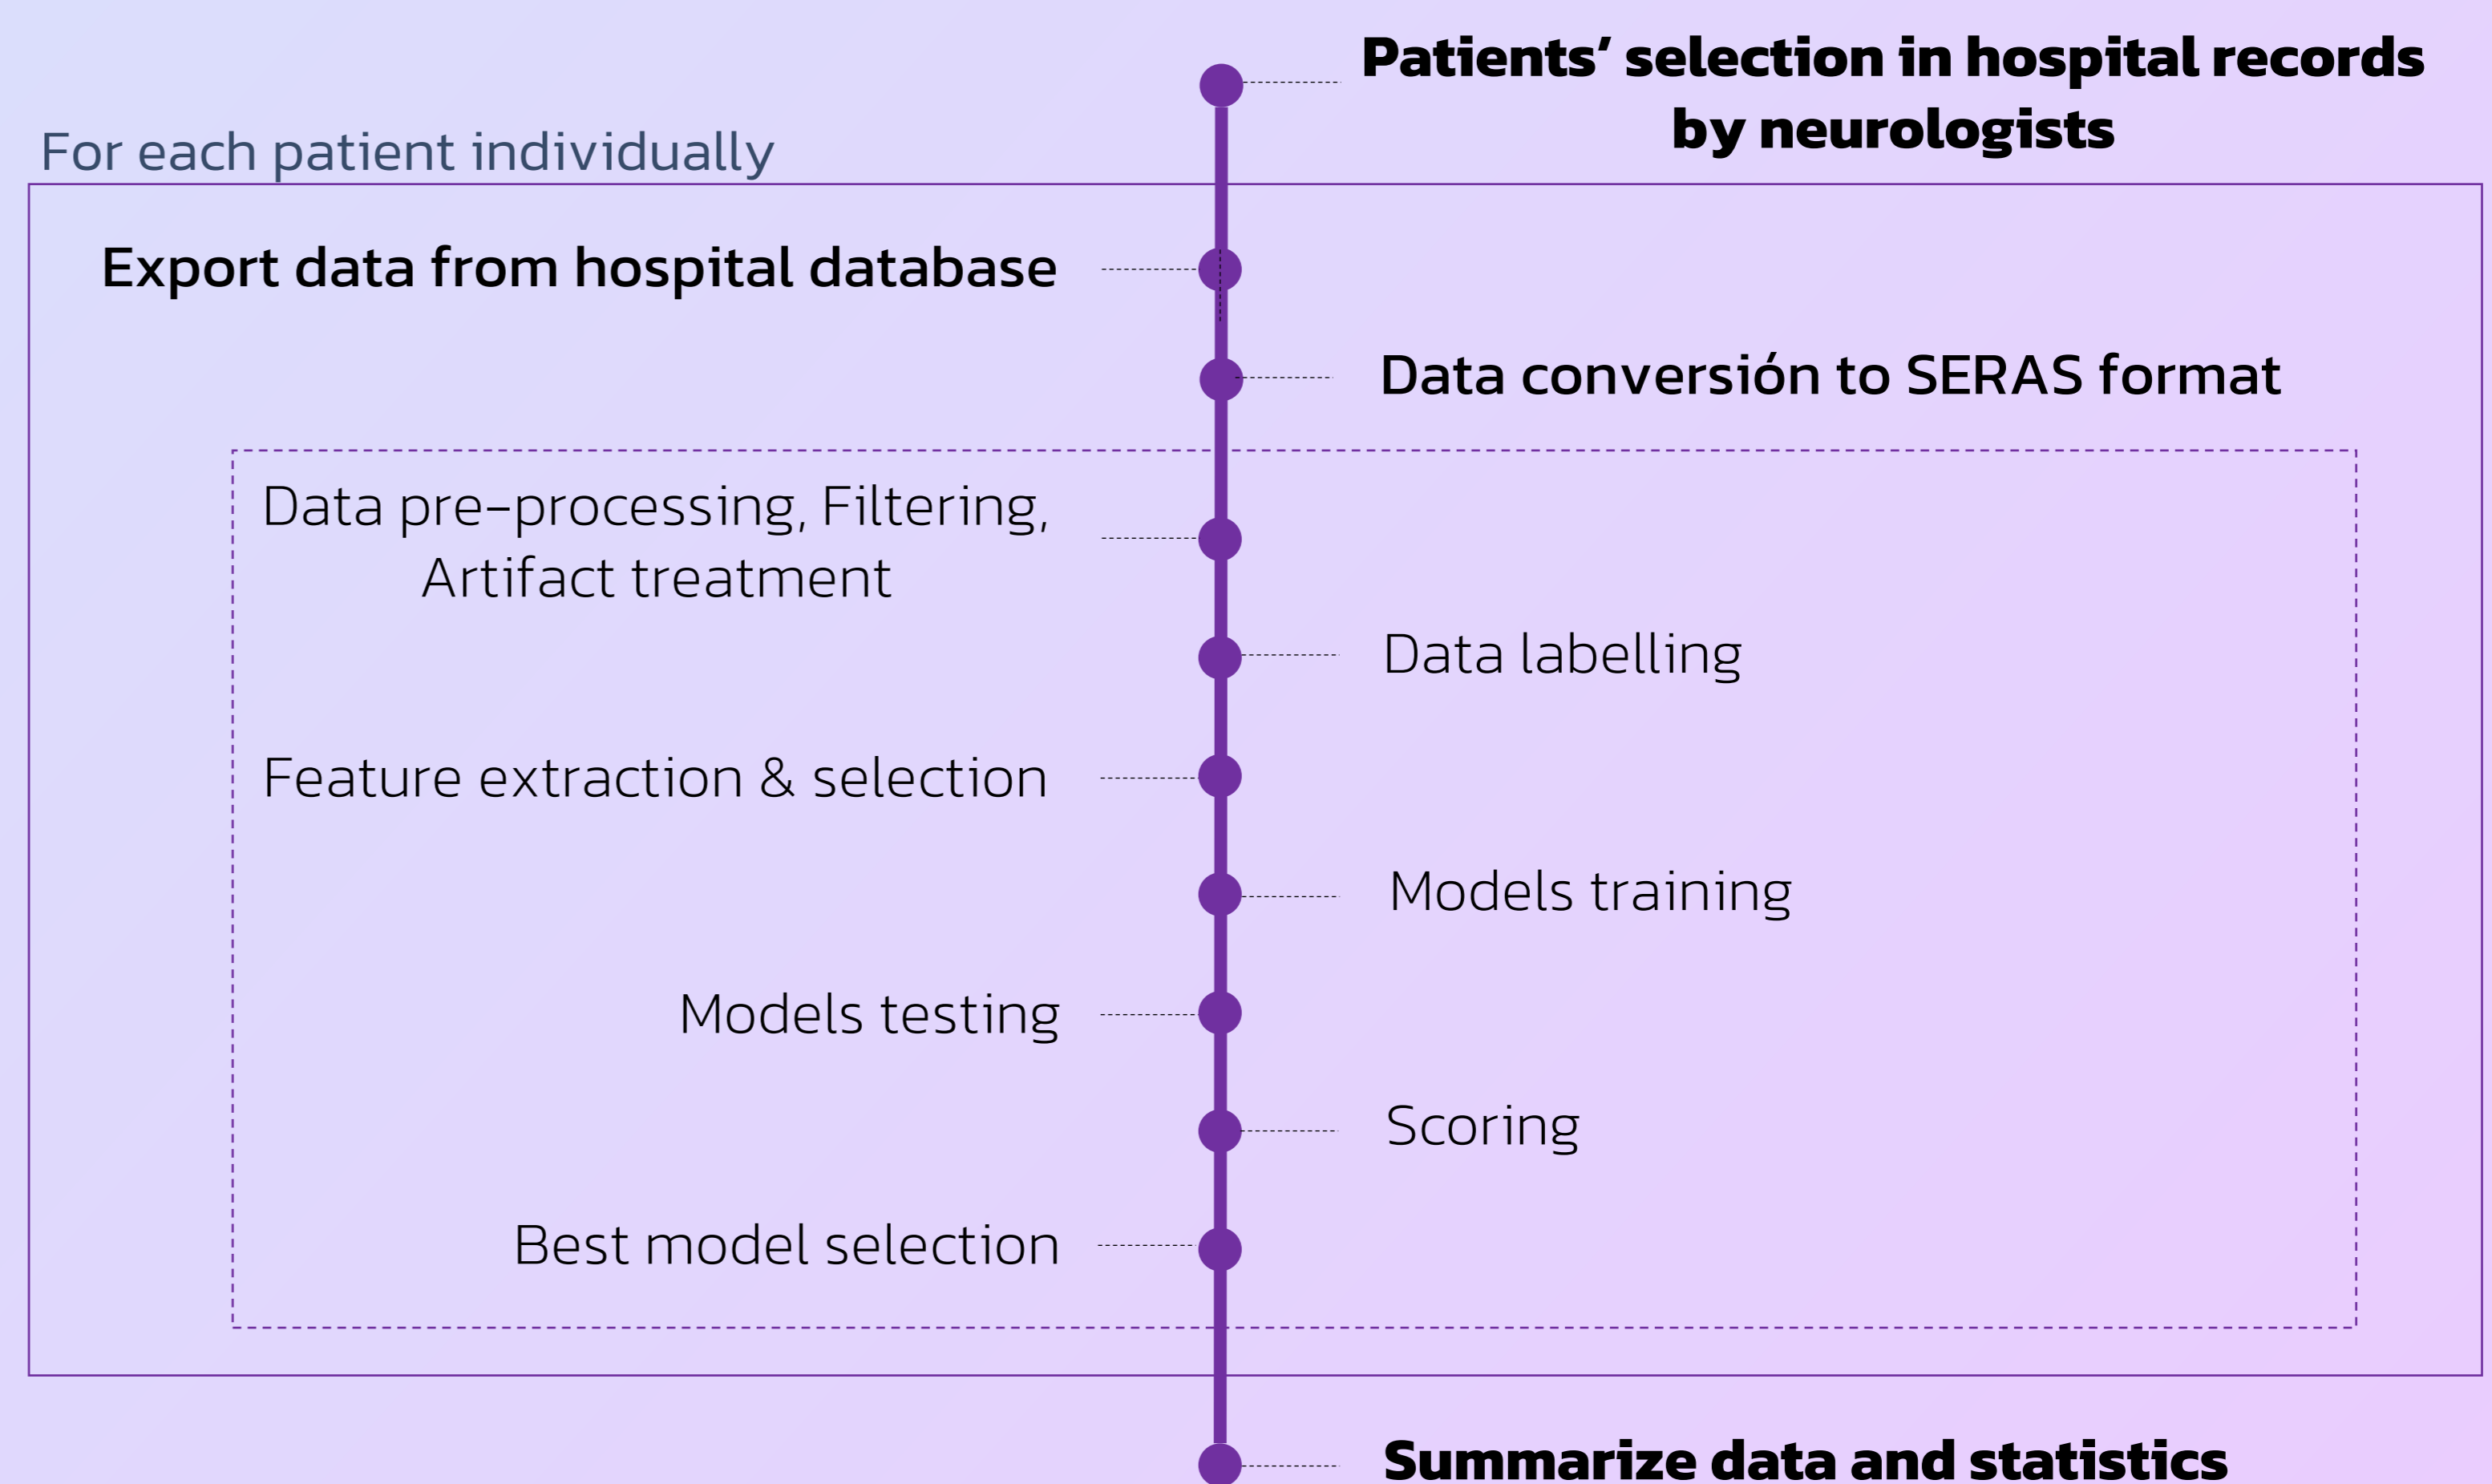 Patients’ selection in hospital records
by neurologists
For each patient individually
Export data from hospital database
Data conversión to SERAS format
Data pre-processing, Filtering,
Artifact treatment
Data labelling
Feature extraction & selection
Models training
Models testing
Scoring
Best model selection
Summarize data and statistics